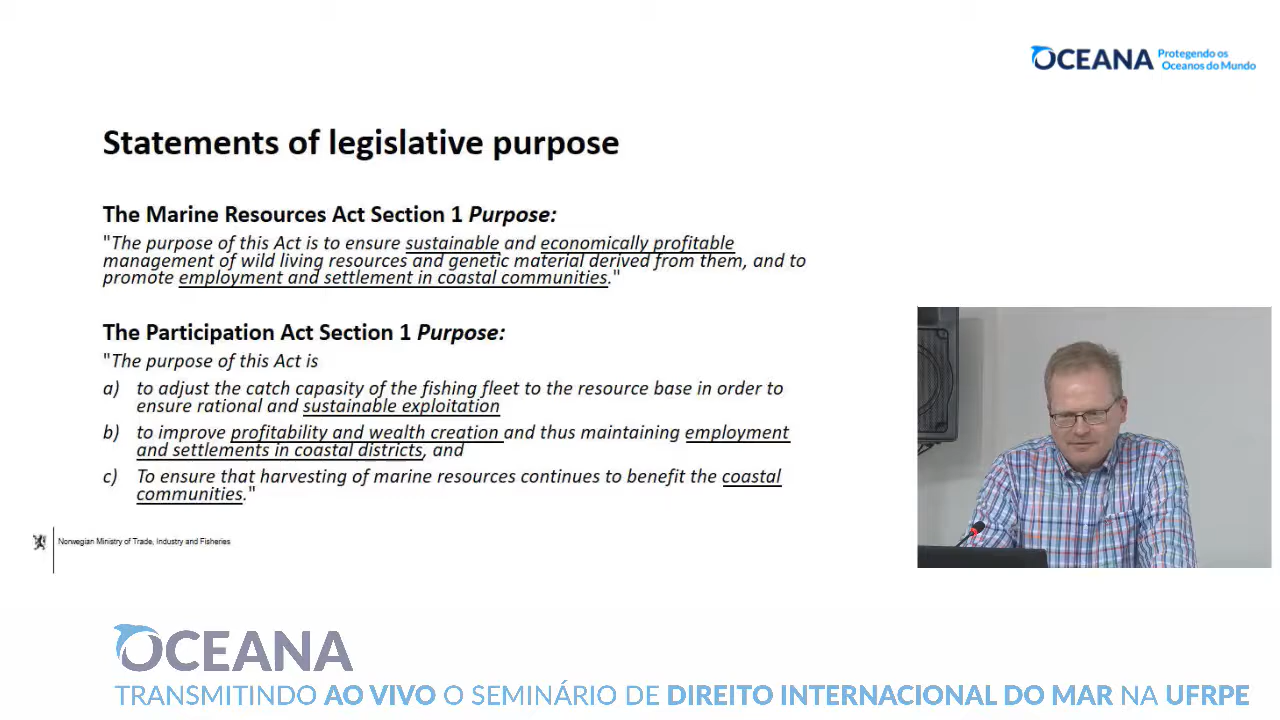 OCEANA Protegendo os
Oceanos do Mundo
Statements of legislative purpose
The Marine Resources Act Section 1 Purpose:
"The purpose of this Act is to ensure sustainable and economically profitable
management of wild living resources and genetic material derived from them, and to
promote employment and settlement in coastal communities."
The Participation Act Section 1 Purpose:
"The purpose of this Act is
a) to adjust the catch capacity of the fishing fleet to the resource base in order to
ensure rational and sustainable exploitation
b) to improve profitability and wealth creation and thus maintaining employment
and settlements in coastal districts, and
c) To ensure that harvesting of marine resources continues to benefit the coastal
communities."
Norwegian Ministry of Trade, Industry and Fisheries
OCEANA
TRANSMITINDO AO VIVO O SEMINÁRIO DE DIREITO INTERNACIONAL DO MAR NA UFRPE